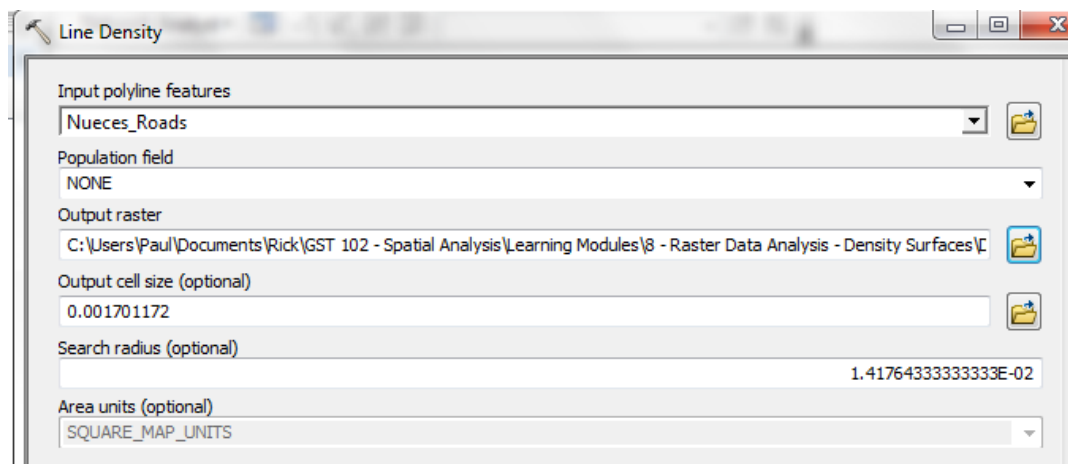 Line Density
Input polyline features
Nueces_Roads
Population field
NONE
Output raster
C:\Users\Paul\Documents\Rick\GST 102 - Spatial Analysis\Learning Modules\8 - Raster Data Analysis - Density Surfaces\
Output cell size (optional)
0.001701172
Search radius (optional)
1.41764333333333E-02
Area units (optional)
SQUARE_MAP_UNITS